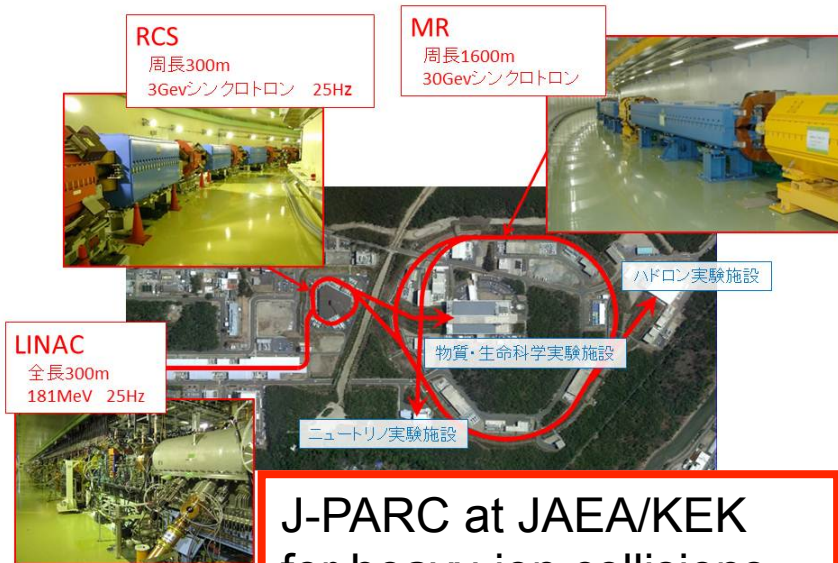 RCS
周長300m
3Gevシンクロトロン 25Hz
MR
周長1600m
30Gevシンクロトロン
ハドロン実験施設
LINAC
全長300m
181MeV 25Hz
物質・生命科学実験施設
ニュートリノ実験施設
J-PARC at JAEA/KEK
for heavy ion collisions